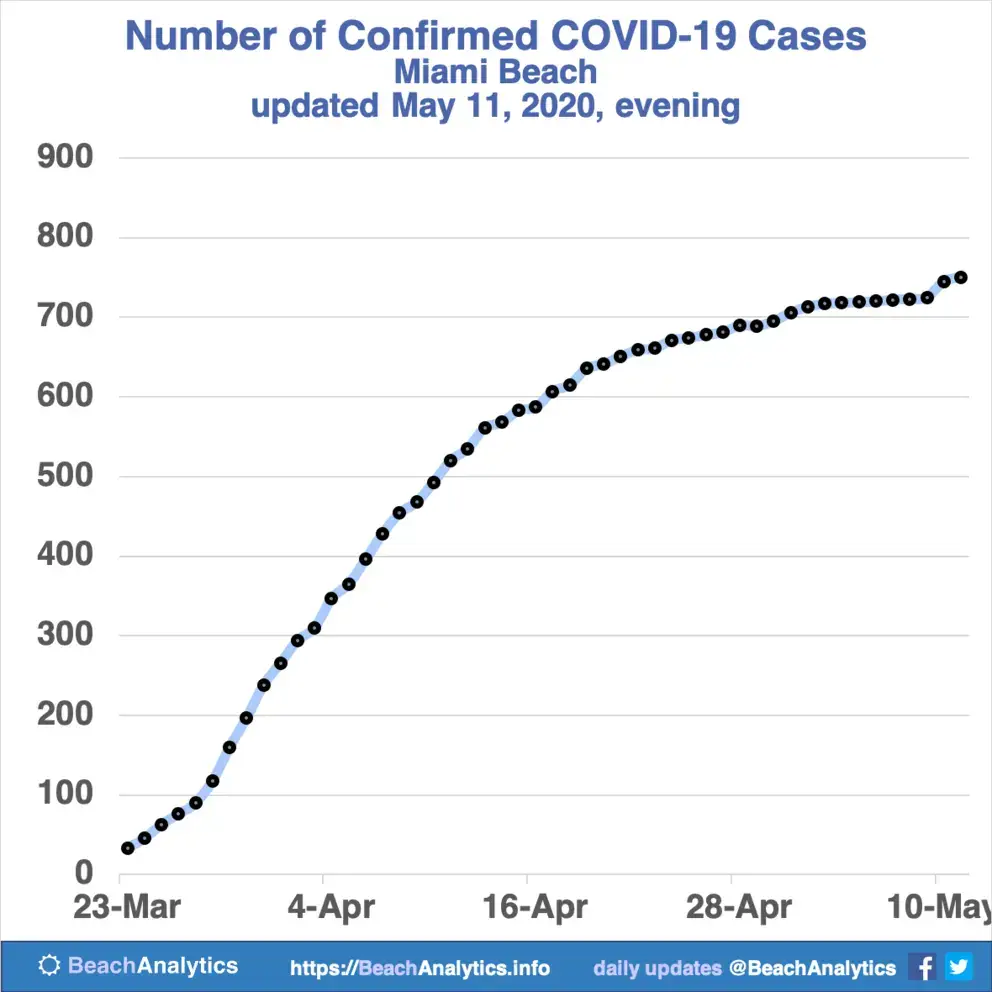 Number of Confirmed COVID-19 Cases
Miami Beach
updated May 11, 2020, evening
900
800
700
600
500
400
300
200
100
0
23-Mar 4-Apr 16-Apr 28-Apr 10-May
BeachAnalytics https://BeachAnalytics.info daily updates @BeachAnalytics